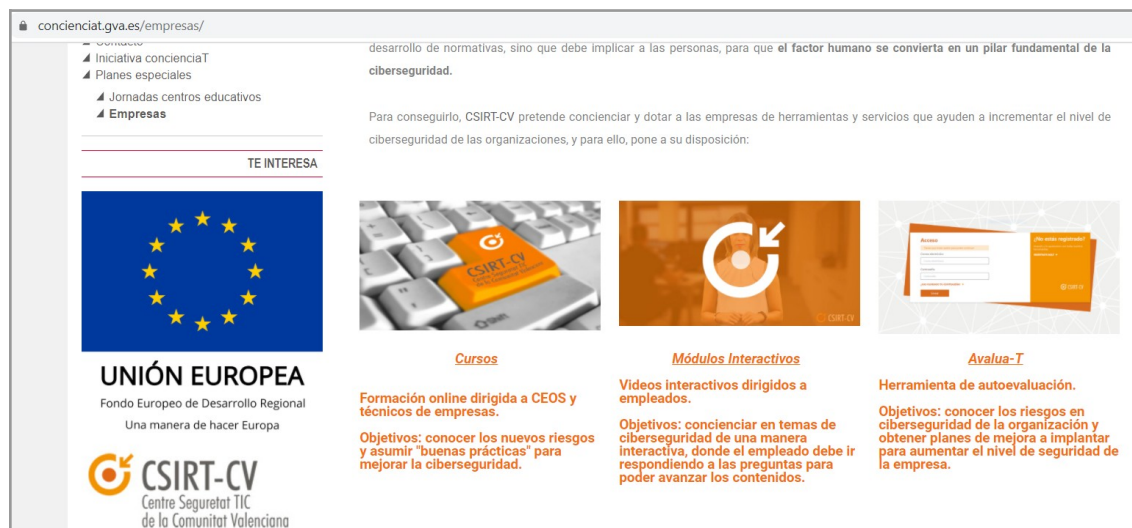 concienciat.gva.es/empresas/
Contacto
Iniciativa conciencIaT
Planes especiales
Jornadas centros educativos
Empresas
TE INTERESA
UNIÓN EUROPEA
Fondo Europeo de Desarrollo Regional
Una manera de hacer Europa
CSIRT-CV
Centre Seguretat TIC
de la Comunitat Valenciana
desarrollo de normativas, sino que debe implicar a las personas, para que el factor humano se convierta en un pilar fundamental de la
ciberseguridad.
Para conseguirlo, CSIRT-CV pretende concienciar y dotar a las empresas de herramientas y servicios que ayuden a incrementar el nivel de
ciberseguridad de las organizaciones, y para ello, pone a su disposición:
CSIRT-CV
Centre Seguretat TIC
de la Comunitat Valenciana
Shift
Cursos
Formación online dirigida a CEOS y
técnicos de empresas.
Objetivos: conocer los nuevos riesgos
y asumir "buenas prácticas" para
mejorar la ciberseguridad.
CSIRT-CV
Módulos Interactivos
Videos interactivos dirigidos a
empleados.
Objetivos: concienciar en temas de
ciberseguridad de una manera
interactiva, donde el empleado debe ir
respondiendo a las preguntas para
poder avanzar los contenidos.
Acceso
¿No estás registrado?
CSIRT-CV
Avalua-T
Herramienta de autoevaluación.
Objetivos: conocer los riesgos en
ciberseguridad de la organización y
obtener planes de mejora a implantar
para aumentar el nivel de seguridad de
la empresa.